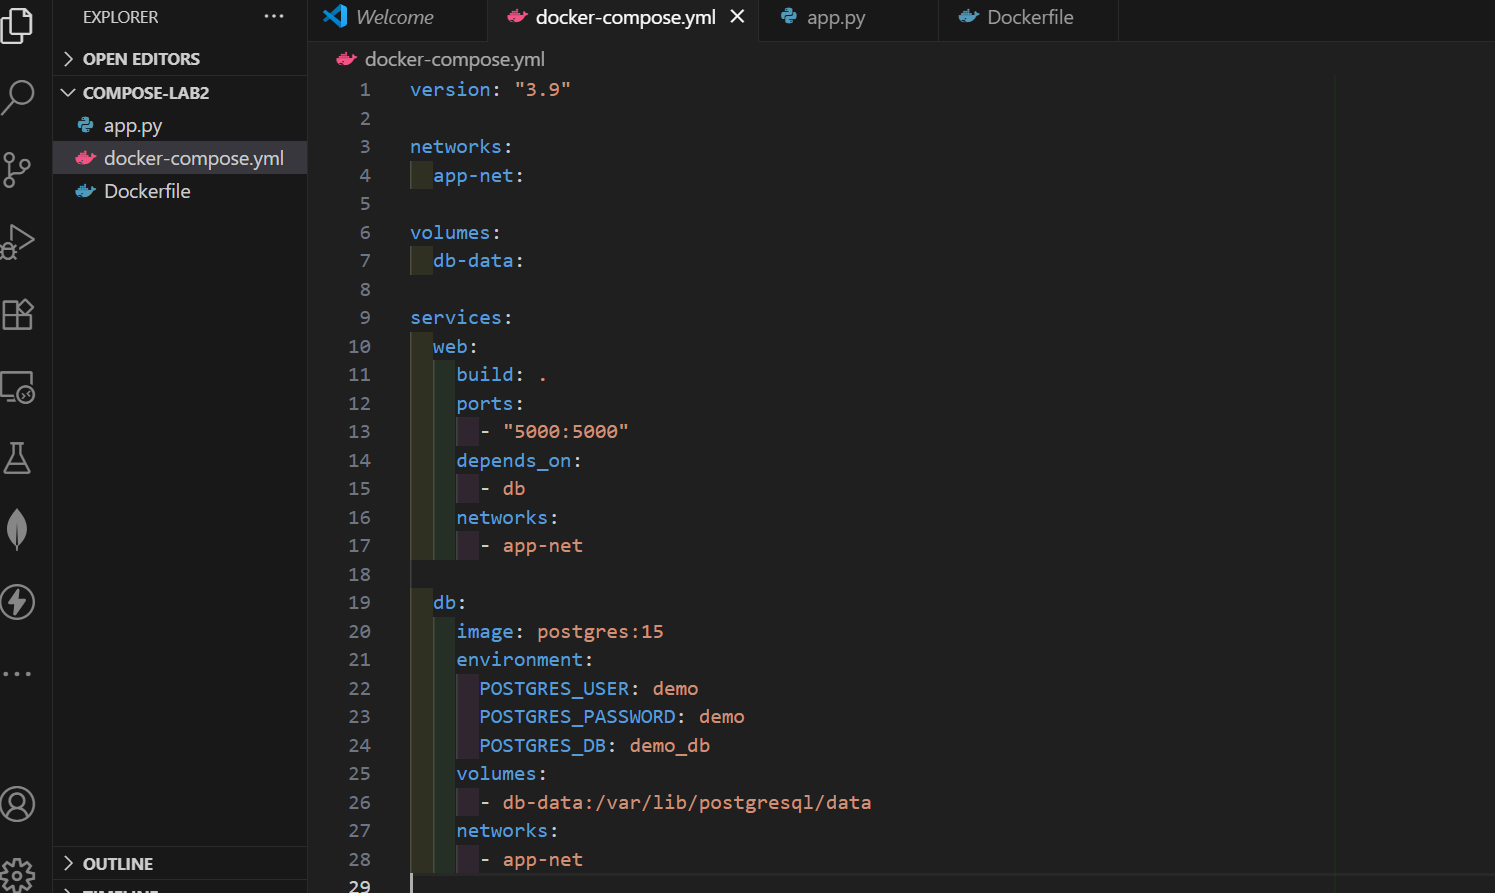 EXPLORER
OPEN EDITORS
COMPOSE-LAB2
app.py
docker-compose.yml
Dockerfile
OUTLINE
TIMELINE
Welcome
docker-compose.yml
app.py
Dockerfile
docker-compose.yml
1 version: "3.9"
2
3 networks:
4   app-net:
5
6 volumes:
7   db-data:
8
9 services:
10   web:
11     build: .
12     ports:
13       - "5000:5000"
14     depends_on:
15       - db
16     networks:
17       - app-net
18
19   db:
20     image: postgres:15
21     environment:
22       POSTGRES_USER: demo
23       POSTGRES_PASSWORD: demo
24       POSTGRES_DB: demo_db
25     volumes:
26       - db-data:/var/lib/postgresql/data
27     networks:
28       - app-net
29